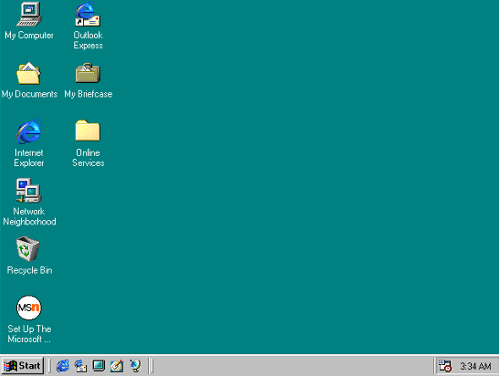 My Computer
Outlook
Express
My Documents
My Briefcase
Internet
Explorer
Online
Services
Network
Neighborhood
Recycle Bin
MSN
Set Up The
Microsoft ...
Start
3:34 AM